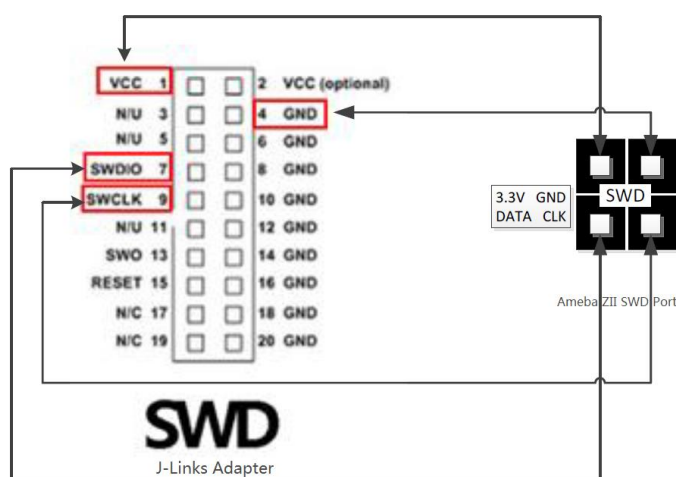 VCC 1 2 VCC (optional)
N/U 3 4 GND
N/U 5 6 GND
SWDIO 7 8 GND
SWCLK 9 10 GND
N/U 11 12 GND
SWO 13 14 GND
RESET 15 16 GND
N/C 17 18 GND
N/C 19 20 GND
3.3V GND
DATA CLK
SWD
Ameba ZII SWD Port
SWD
J-Links Adapter